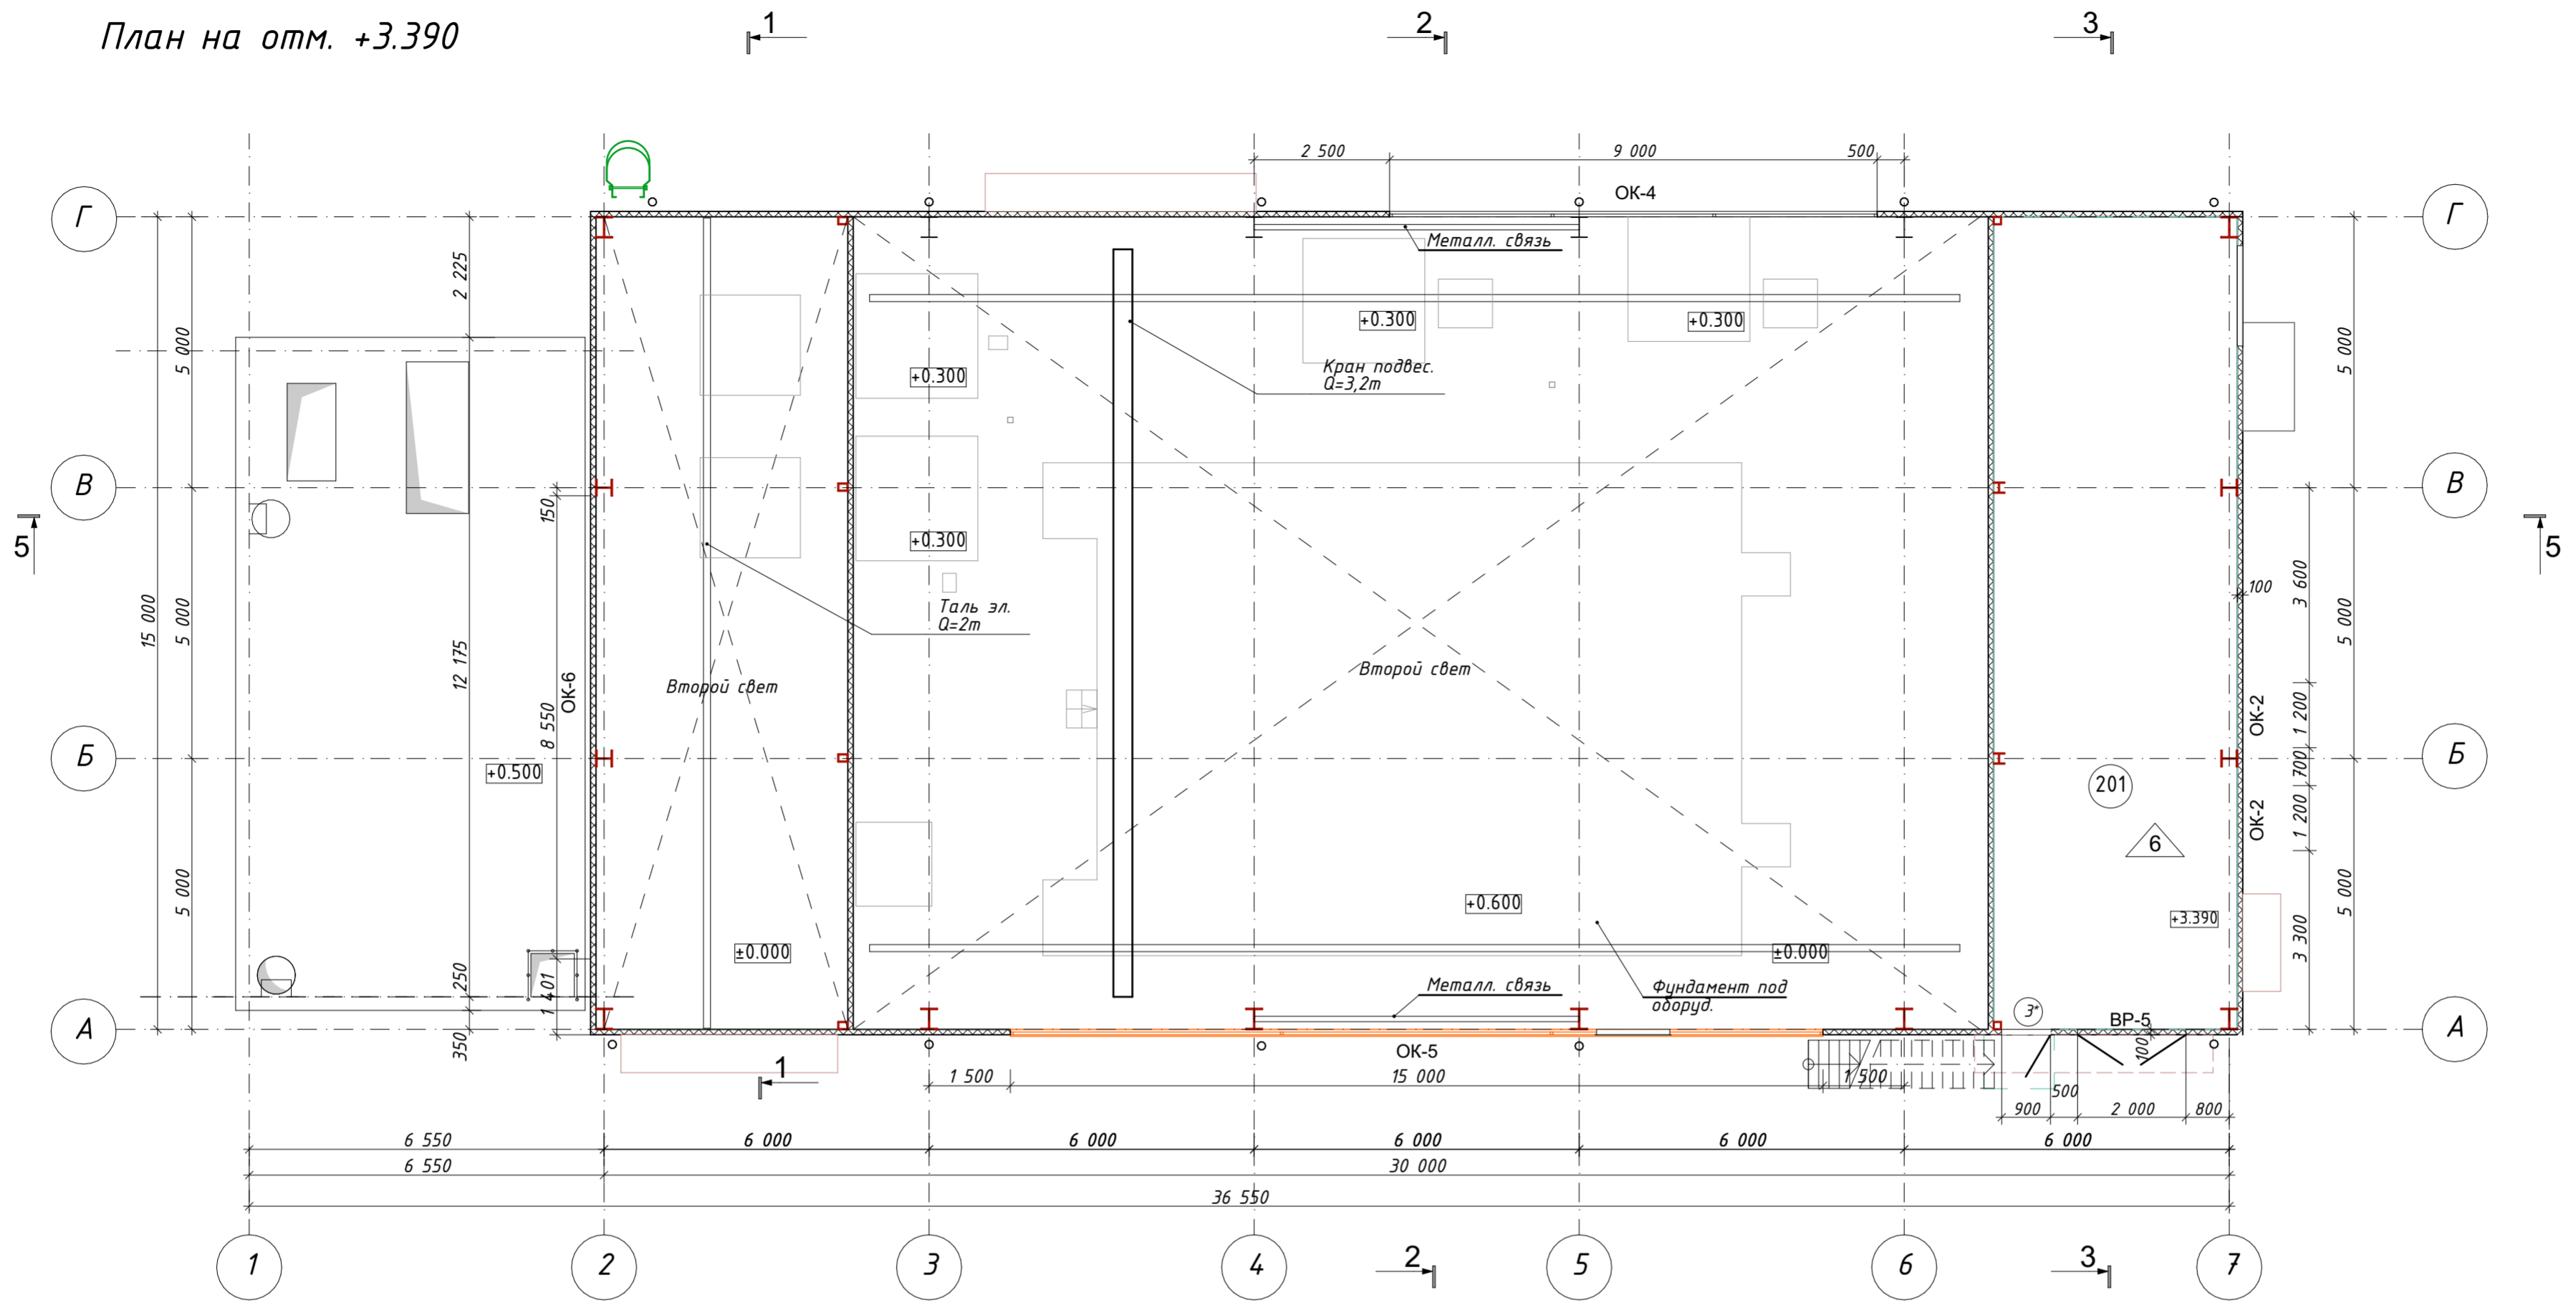 План на отм. +3.390
1
2
3
2 500
9 000
500
ОК-4
Г
Г
Металл. связь
2 225
+0.300
+0.300
5 000
5 000
Кран подвес.
Q=3,2т
+0.300
В
В
150
5
5
+0.300
3 600
100
15 000
5 000
5 000
Таль эл.
Q=2т
12 175
ОК-6
Второй свет
Второй свет
8 550
1 200
ОК-2
Б
Б
+0.500
700
201
1 200
ОК-2
6
5 000
5 000
+0.600
+3.390
3 300
±0.000
±0.000
250
1 401
Металл. связь
Фундамент под
оборуд.
3*
А
А
350
ВР-5
100
ОК-5
1
1 500
15 000
1 500
500
900
2 000
800
6 550
6 000
6 000
6 000
6 000
6 000
6 550
30 000
36 550
1
2
3
4
2
5
6
3
7